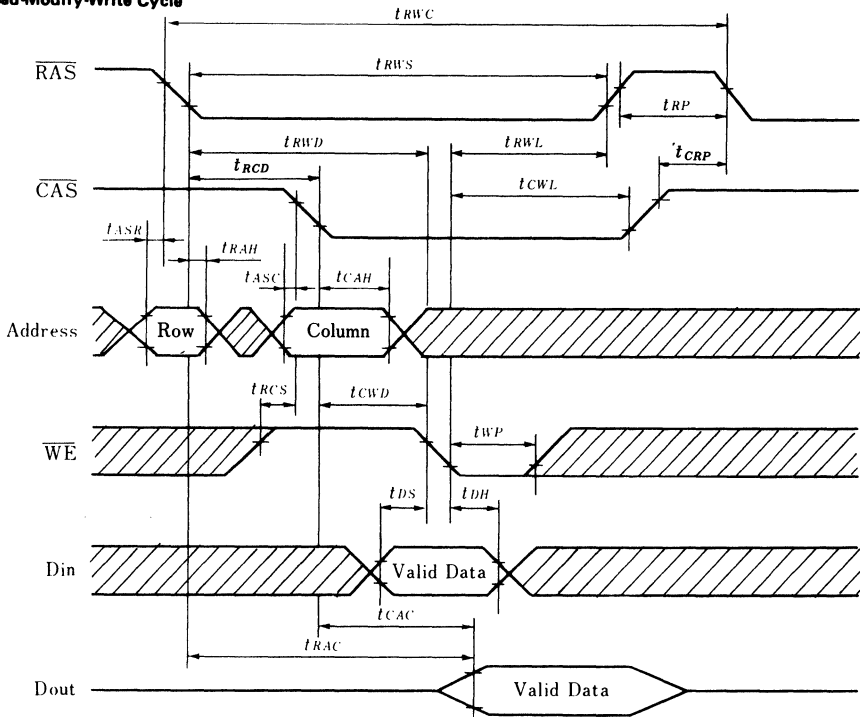 ead-Modify-Write Cycle
tRWC
RAS
tRWS
tRP
tRWD
tRWL
tCRP
tRCD
CAS
tCWL
tASR
tRAH
tASC
tCAH
Address
Row
Column
tRCS
tCWD
WE
tWP
tDS
tDH
Din
Valid Data
tCAC
tRAC
Dout
Valid Data